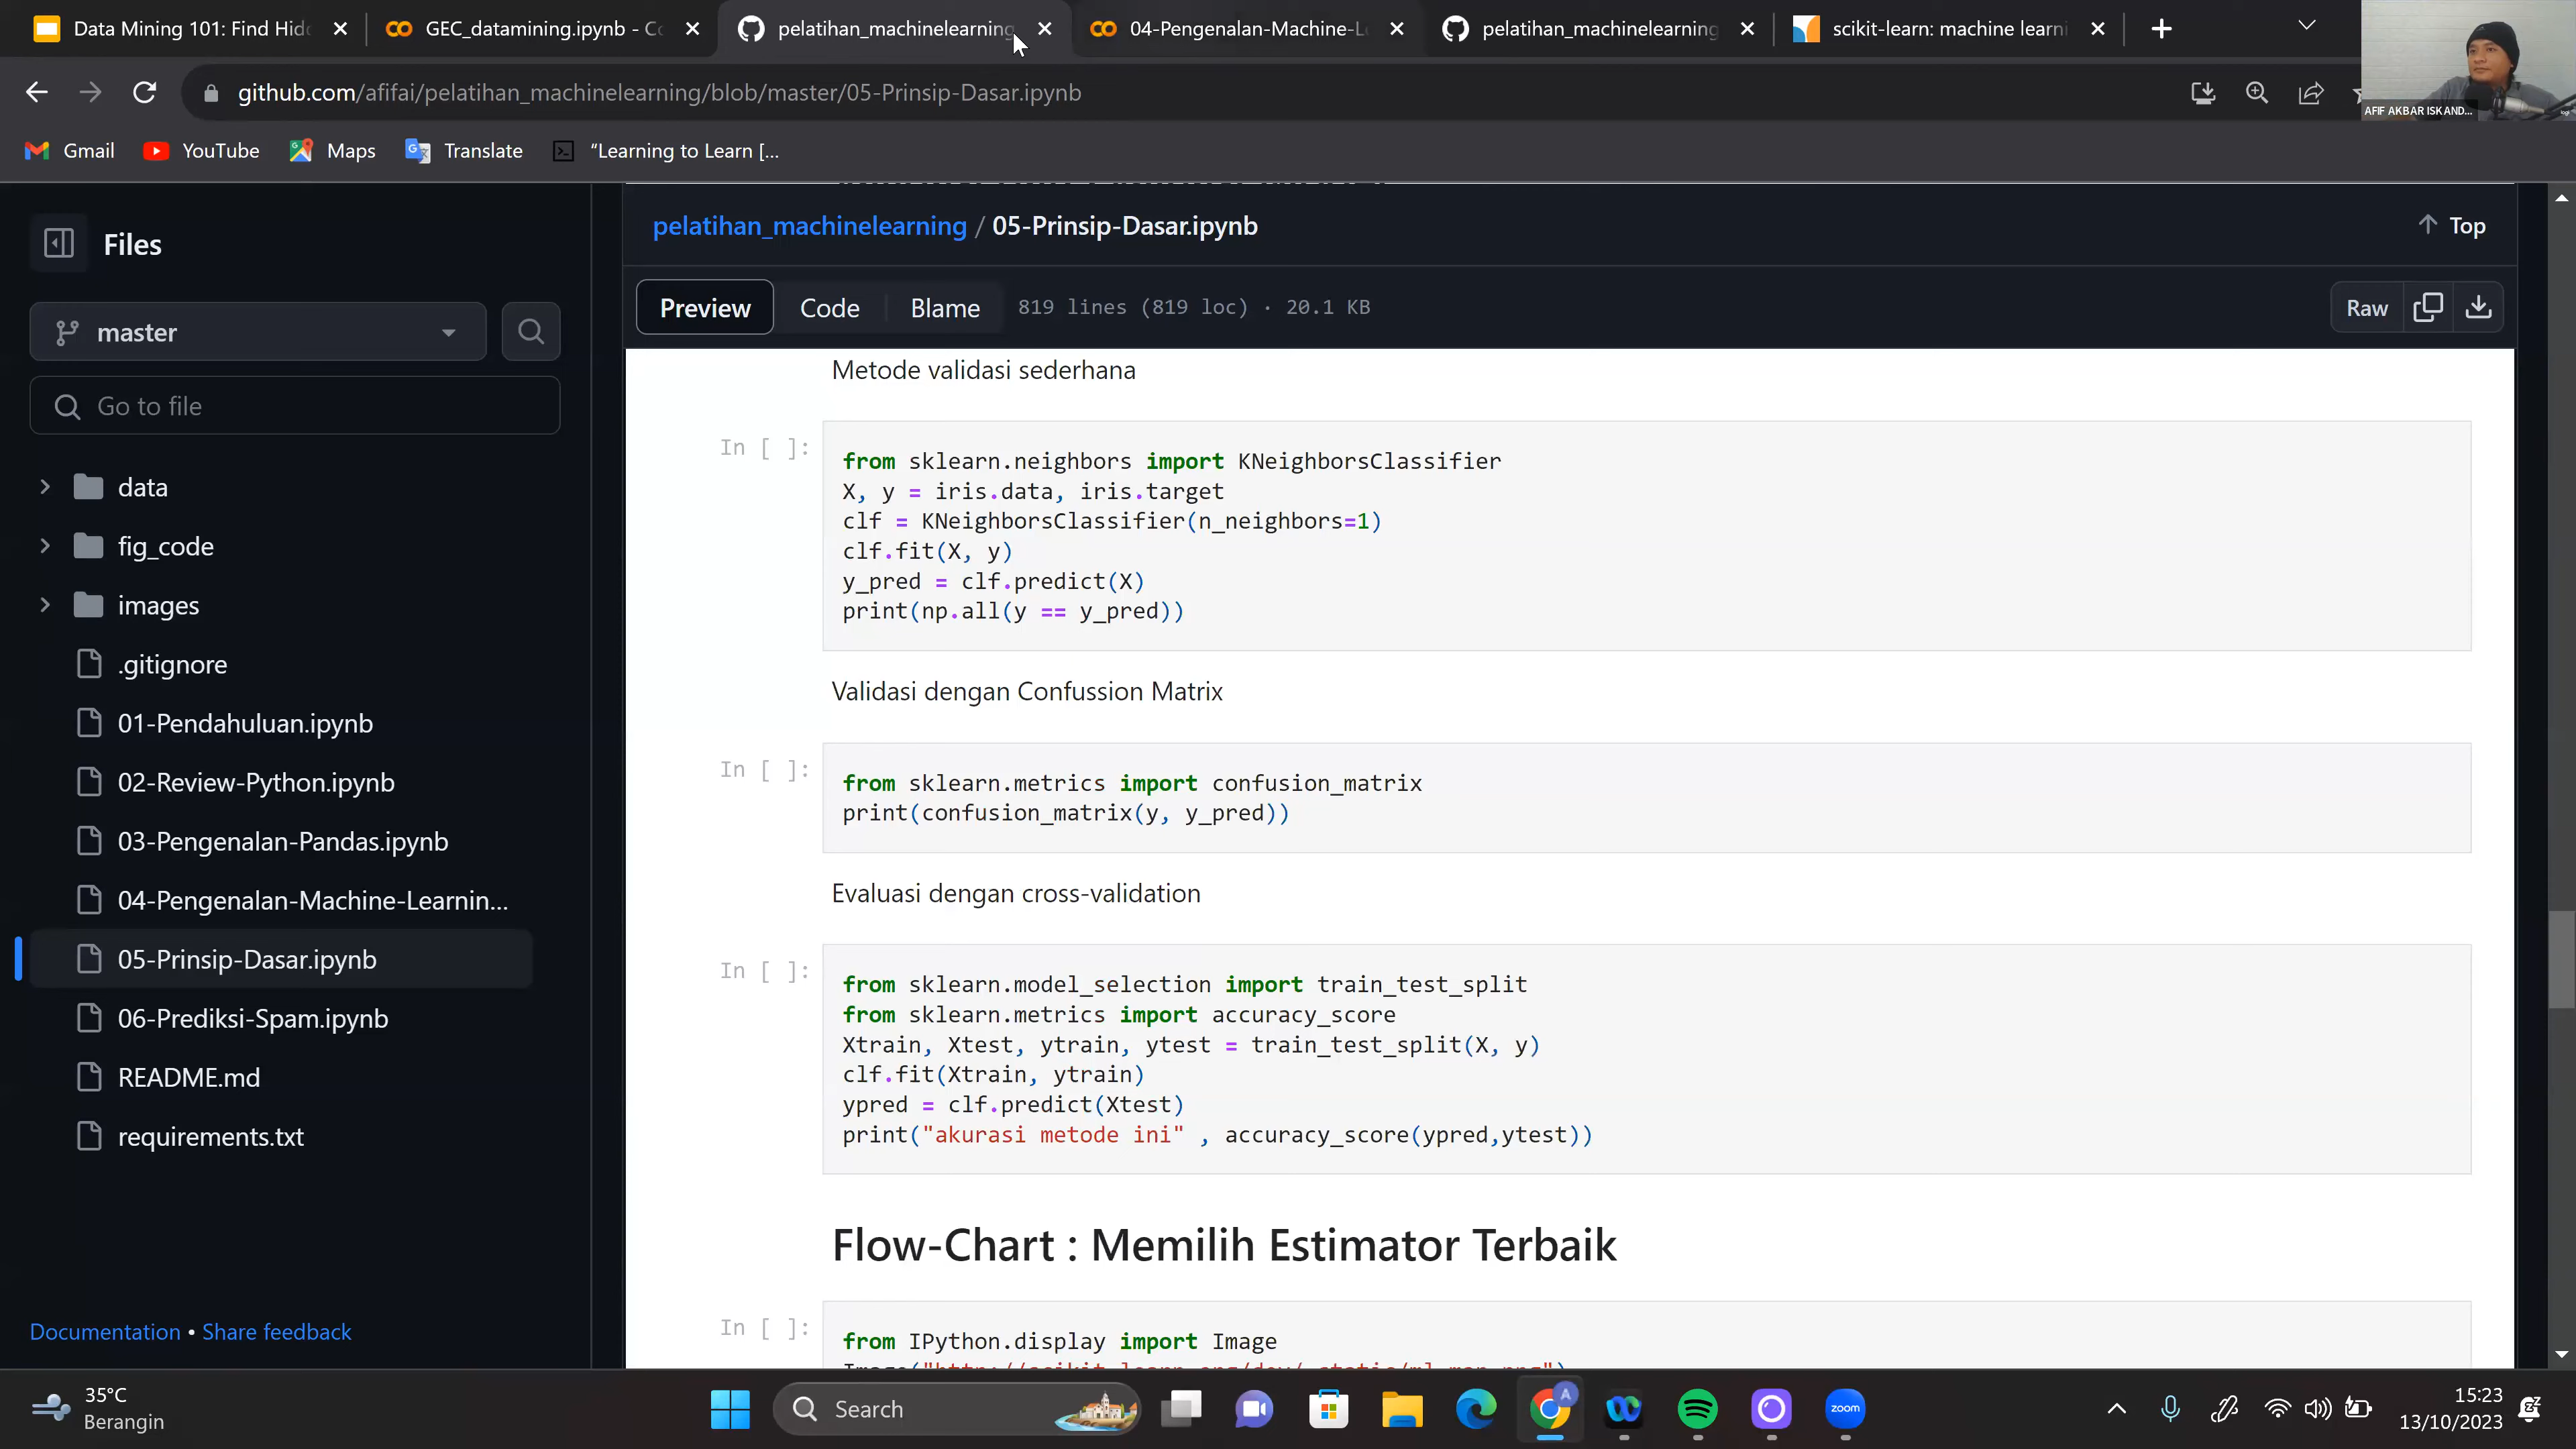 Data Mining 101: Find Hid
GEC_datamining.ipynb - Co
pelatihan_machinelearning
04-Pengenalan-Machine-Le
pelatihan_machinelearning
scikit-learn: machine learni
github.com/afifai/pelatihan_machinelearning/blob/master/05-Prinsip-Dasar.ipynb
AFIF AKBAR ISKAND...
Gmail
YouTube
Maps
Translate
“Learning to Learn [...
Files
master
Go to file
data
fig_code
images
.gitignore
01-Pendahuluan.ipynb
02-Review-Python.ipynb
03-Pengenalan-Pandas.ipynb
04-Pengenalan-Machine-Learnin...
05-Prinsip-Dasar.ipynb
06-Prediksi-Spam.ipynb
README.md
requirements.txt
Documentation • Share feedback
pelatihan_machinelearning / 05-Prinsip-Dasar.ipynb
Top
Preview
Code
Blame
819 lines (819 loc) · 20.1 KB
Raw
Metode validasi sederhana
In [ ]:
from sklearn.neighbors import KNeighborsClassifier
X, y = iris.data, iris.target
clf = KNeighborsClassifier(n_neighbors=1)
clf.fit(X, y)
y_pred = clf.predict(X)
print(np.all(y == y_pred))
Validasi dengan Confussion Matrix
In [ ]:
from sklearn.metrics import confusion_matrix
print(confusion_matrix(y, y_pred))
Evaluasi dengan cross-validation
In [ ]:
from sklearn.model_selection import train_test_split
from sklearn.metrics import accuracy_score
Xtrain, Xtest, ytrain, ytest = train_test_split(X, y)
clf.fit(Xtrain, ytrain)
ypred = clf.predict(Xtest)
print("akurasi metode ini" , accuracy_score(ypred,ytest))
Flow-Chart : Memilih Estimator Terbaik
In [ ]:
from IPython.display import Image
35°C
Berangin
Search
zoom
15:23
13/10/2023